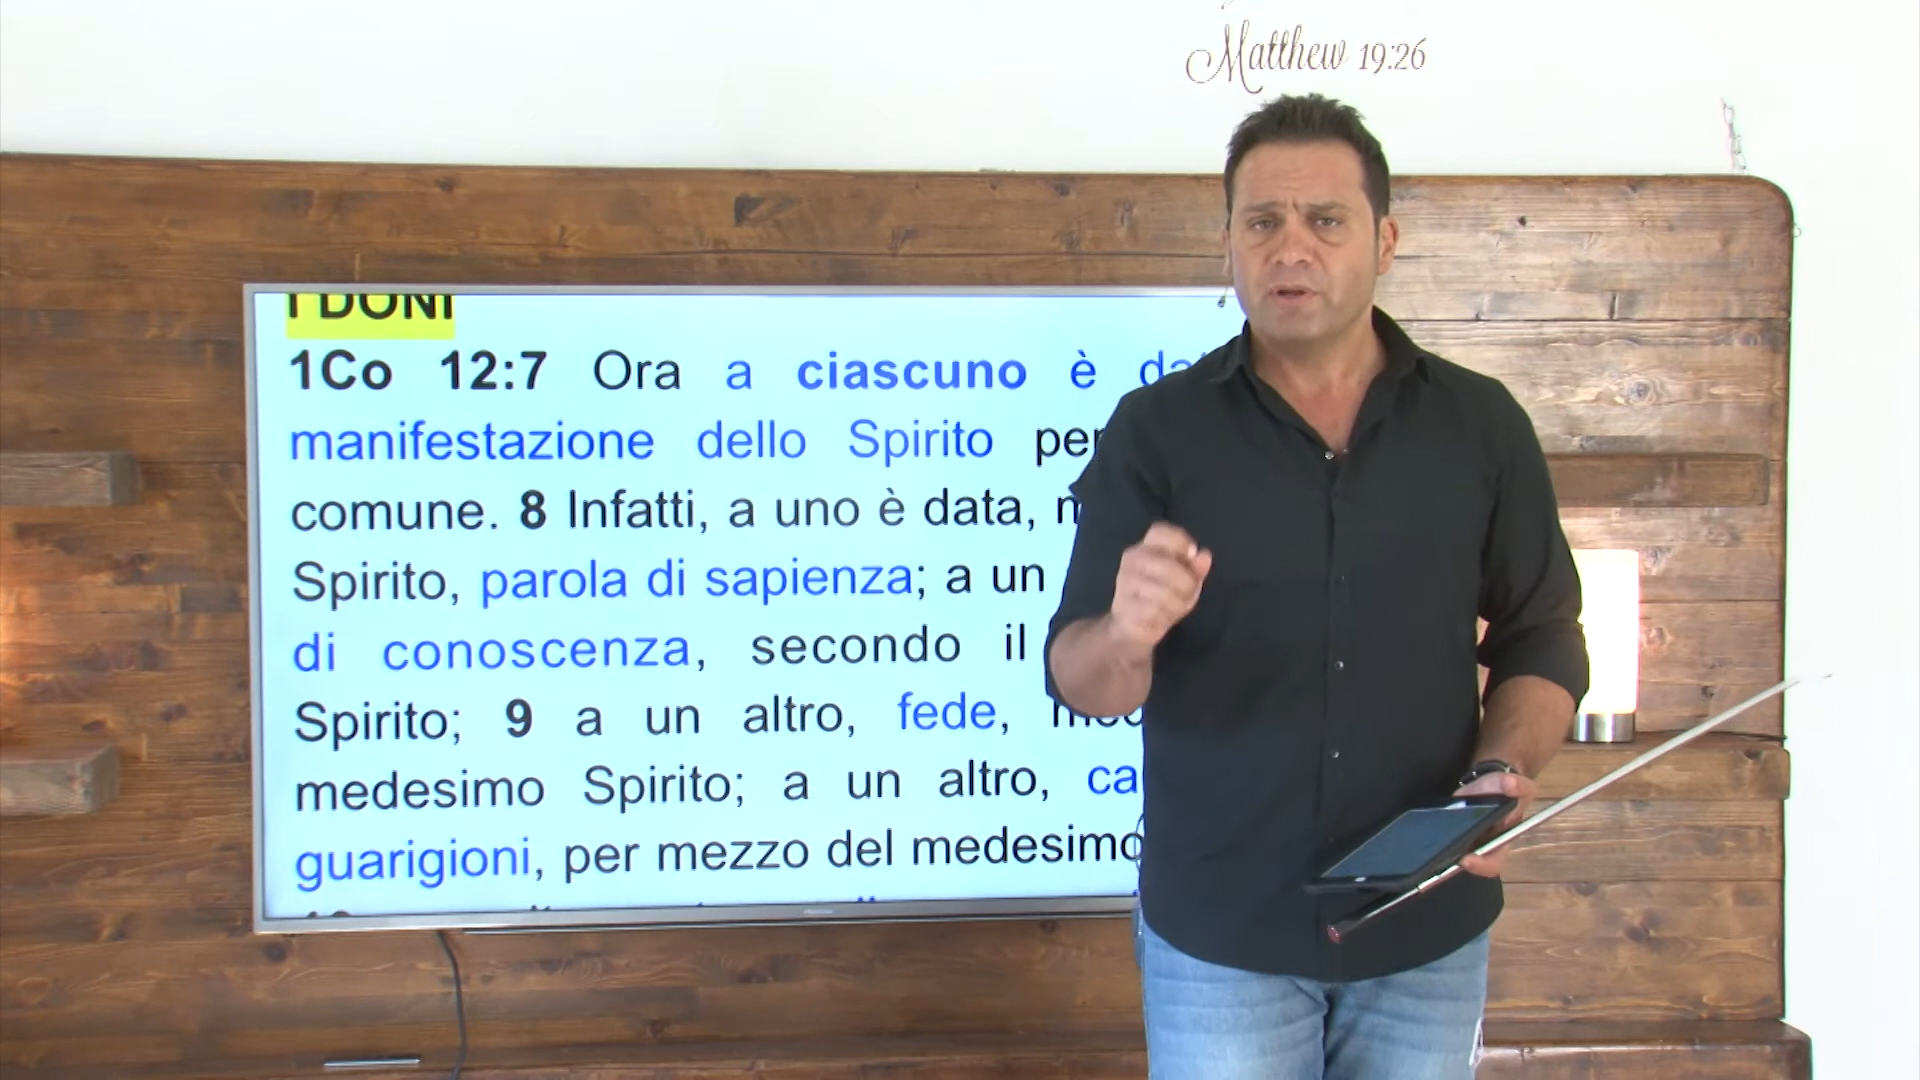 Matthew 19:26
I DONI
1Co 12:7 Ora a ciascuno è
manifestazione dello Spirito per
comune. 8 Infatti, a uno è data,
Spirito, parola di sapienza; a un
di conoscenza, secondo il
Spirito; 9 a un altro, fede,
medesimo Spirito; a un altro,
guarigioni, per mezzo del medesimo